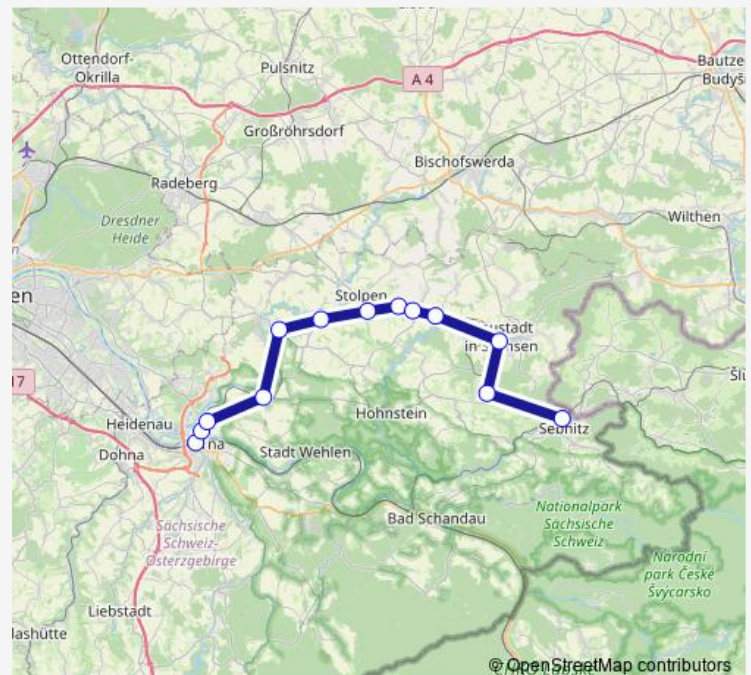 Ottendorf-
Okrilla
Pulsnitz
A 4
Bautze
Budyš
Großröhrsdorf
Bischofswerda
Radeberg
Dresdner
Heide
Wilthen
en
Stolpen
17
Heidenau
Dohna
Hohnstein
Stadt Wehlen
Sebnitz
Bad Schandau
Sächsische
Schweiz-
Osterzgebirge
Nationalpark
Sächsische
Schweiz
Národní
park České
Švýcarsko
Liebstadt
lashütte
© OpenStreetMap contributors